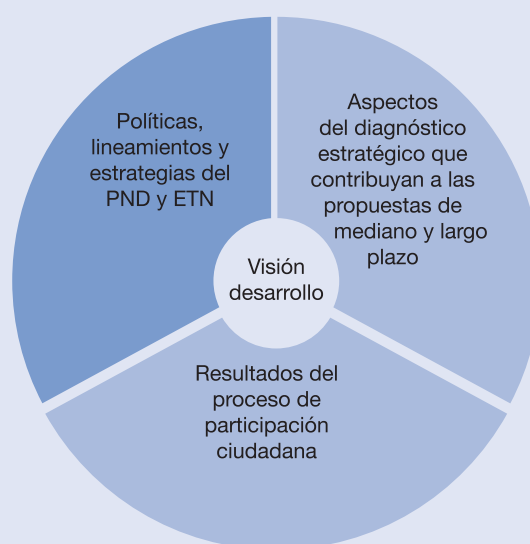 Políticas,
lineamientos y
estrategias del
PND y ETN
Aspectos
del diagnóstico
estratégico que
contribuyan a las
propuestas de
mediano y largo
plazo
Visión
desarrollo
Resultados del
proceso de
participación
ciudadana